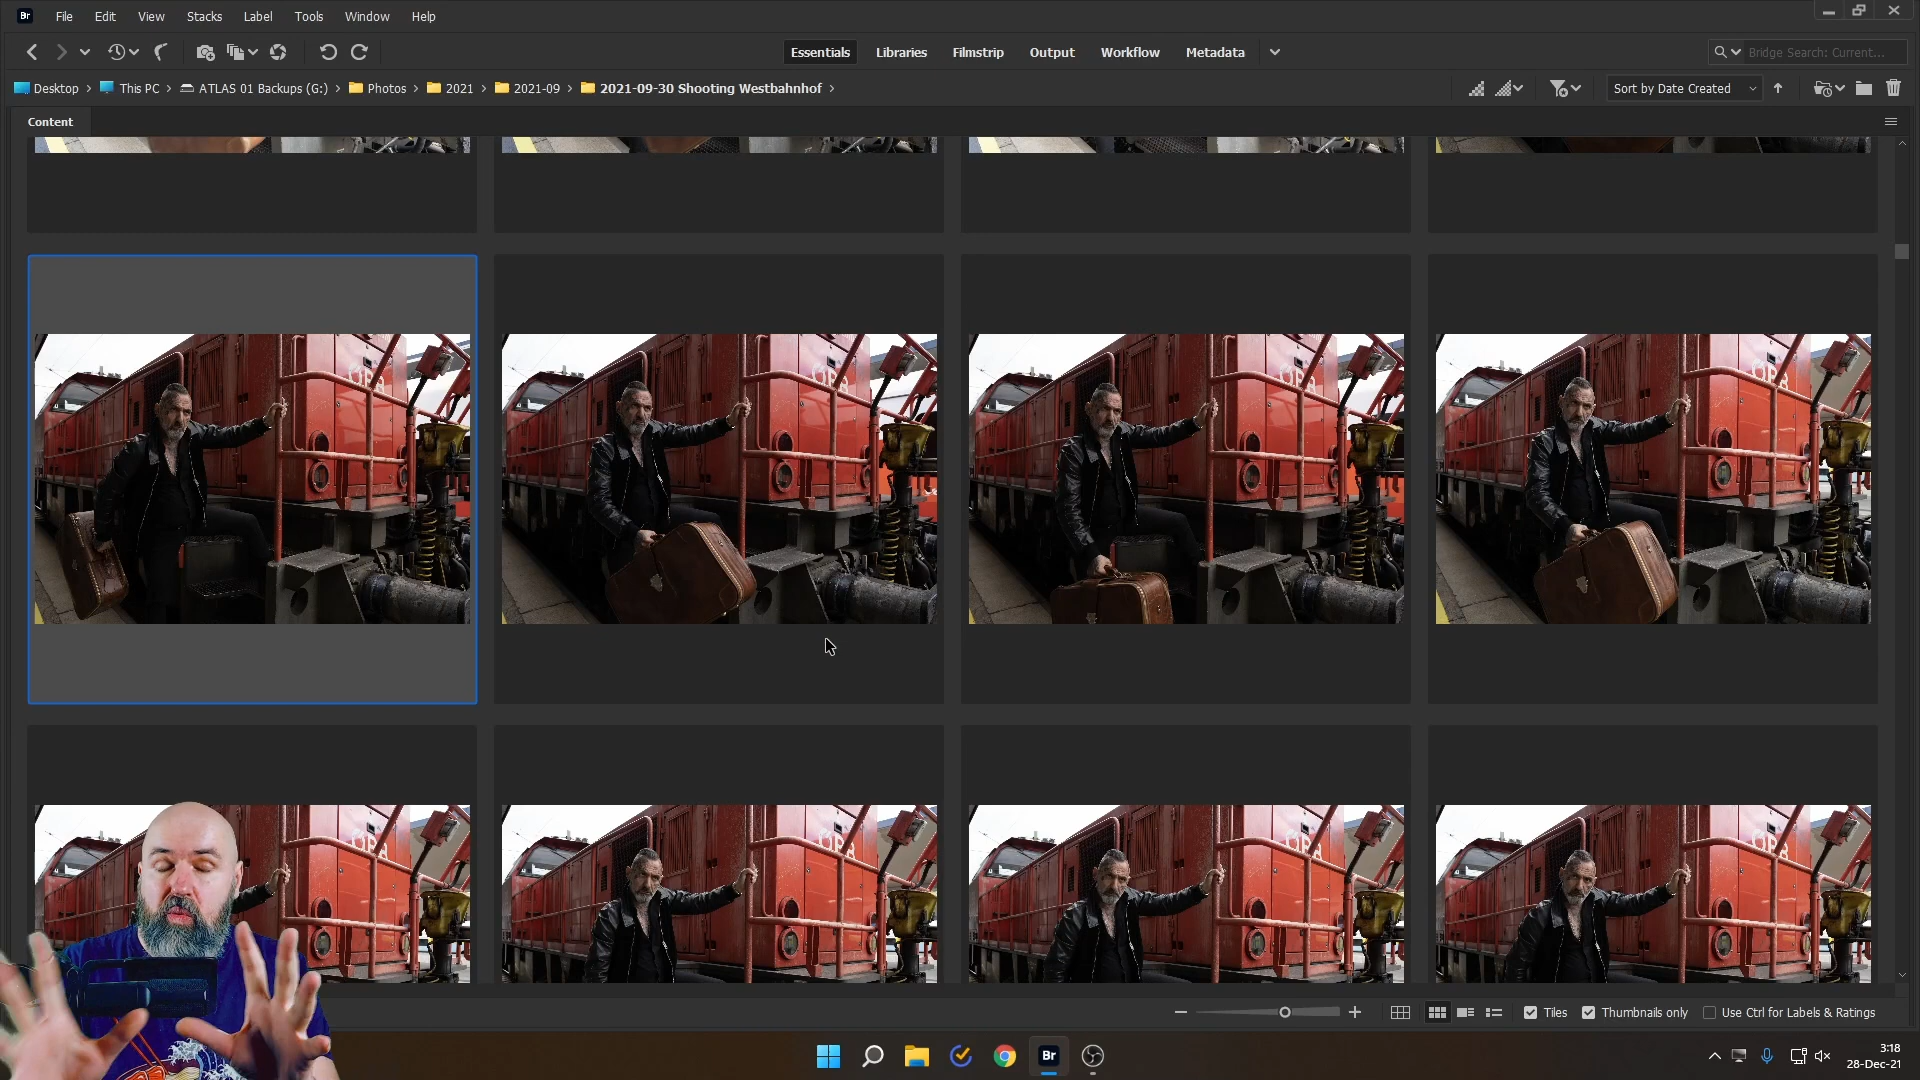 Br File Edit View Stacks Label Tools Window Help
Essentials Libraries Filmstrip Output Workflow Metadata Bridge Search: Current...
Desktop This PC ATLAS 01 Backups (G:) Photos 2021 2021-09 2021-09-30 Shooting Westbahnhof Sort by Date Created
Content
Tiles Thumbnails only Use Ctrl for Labels & Ratings
Br 3:18
28-Dec-21